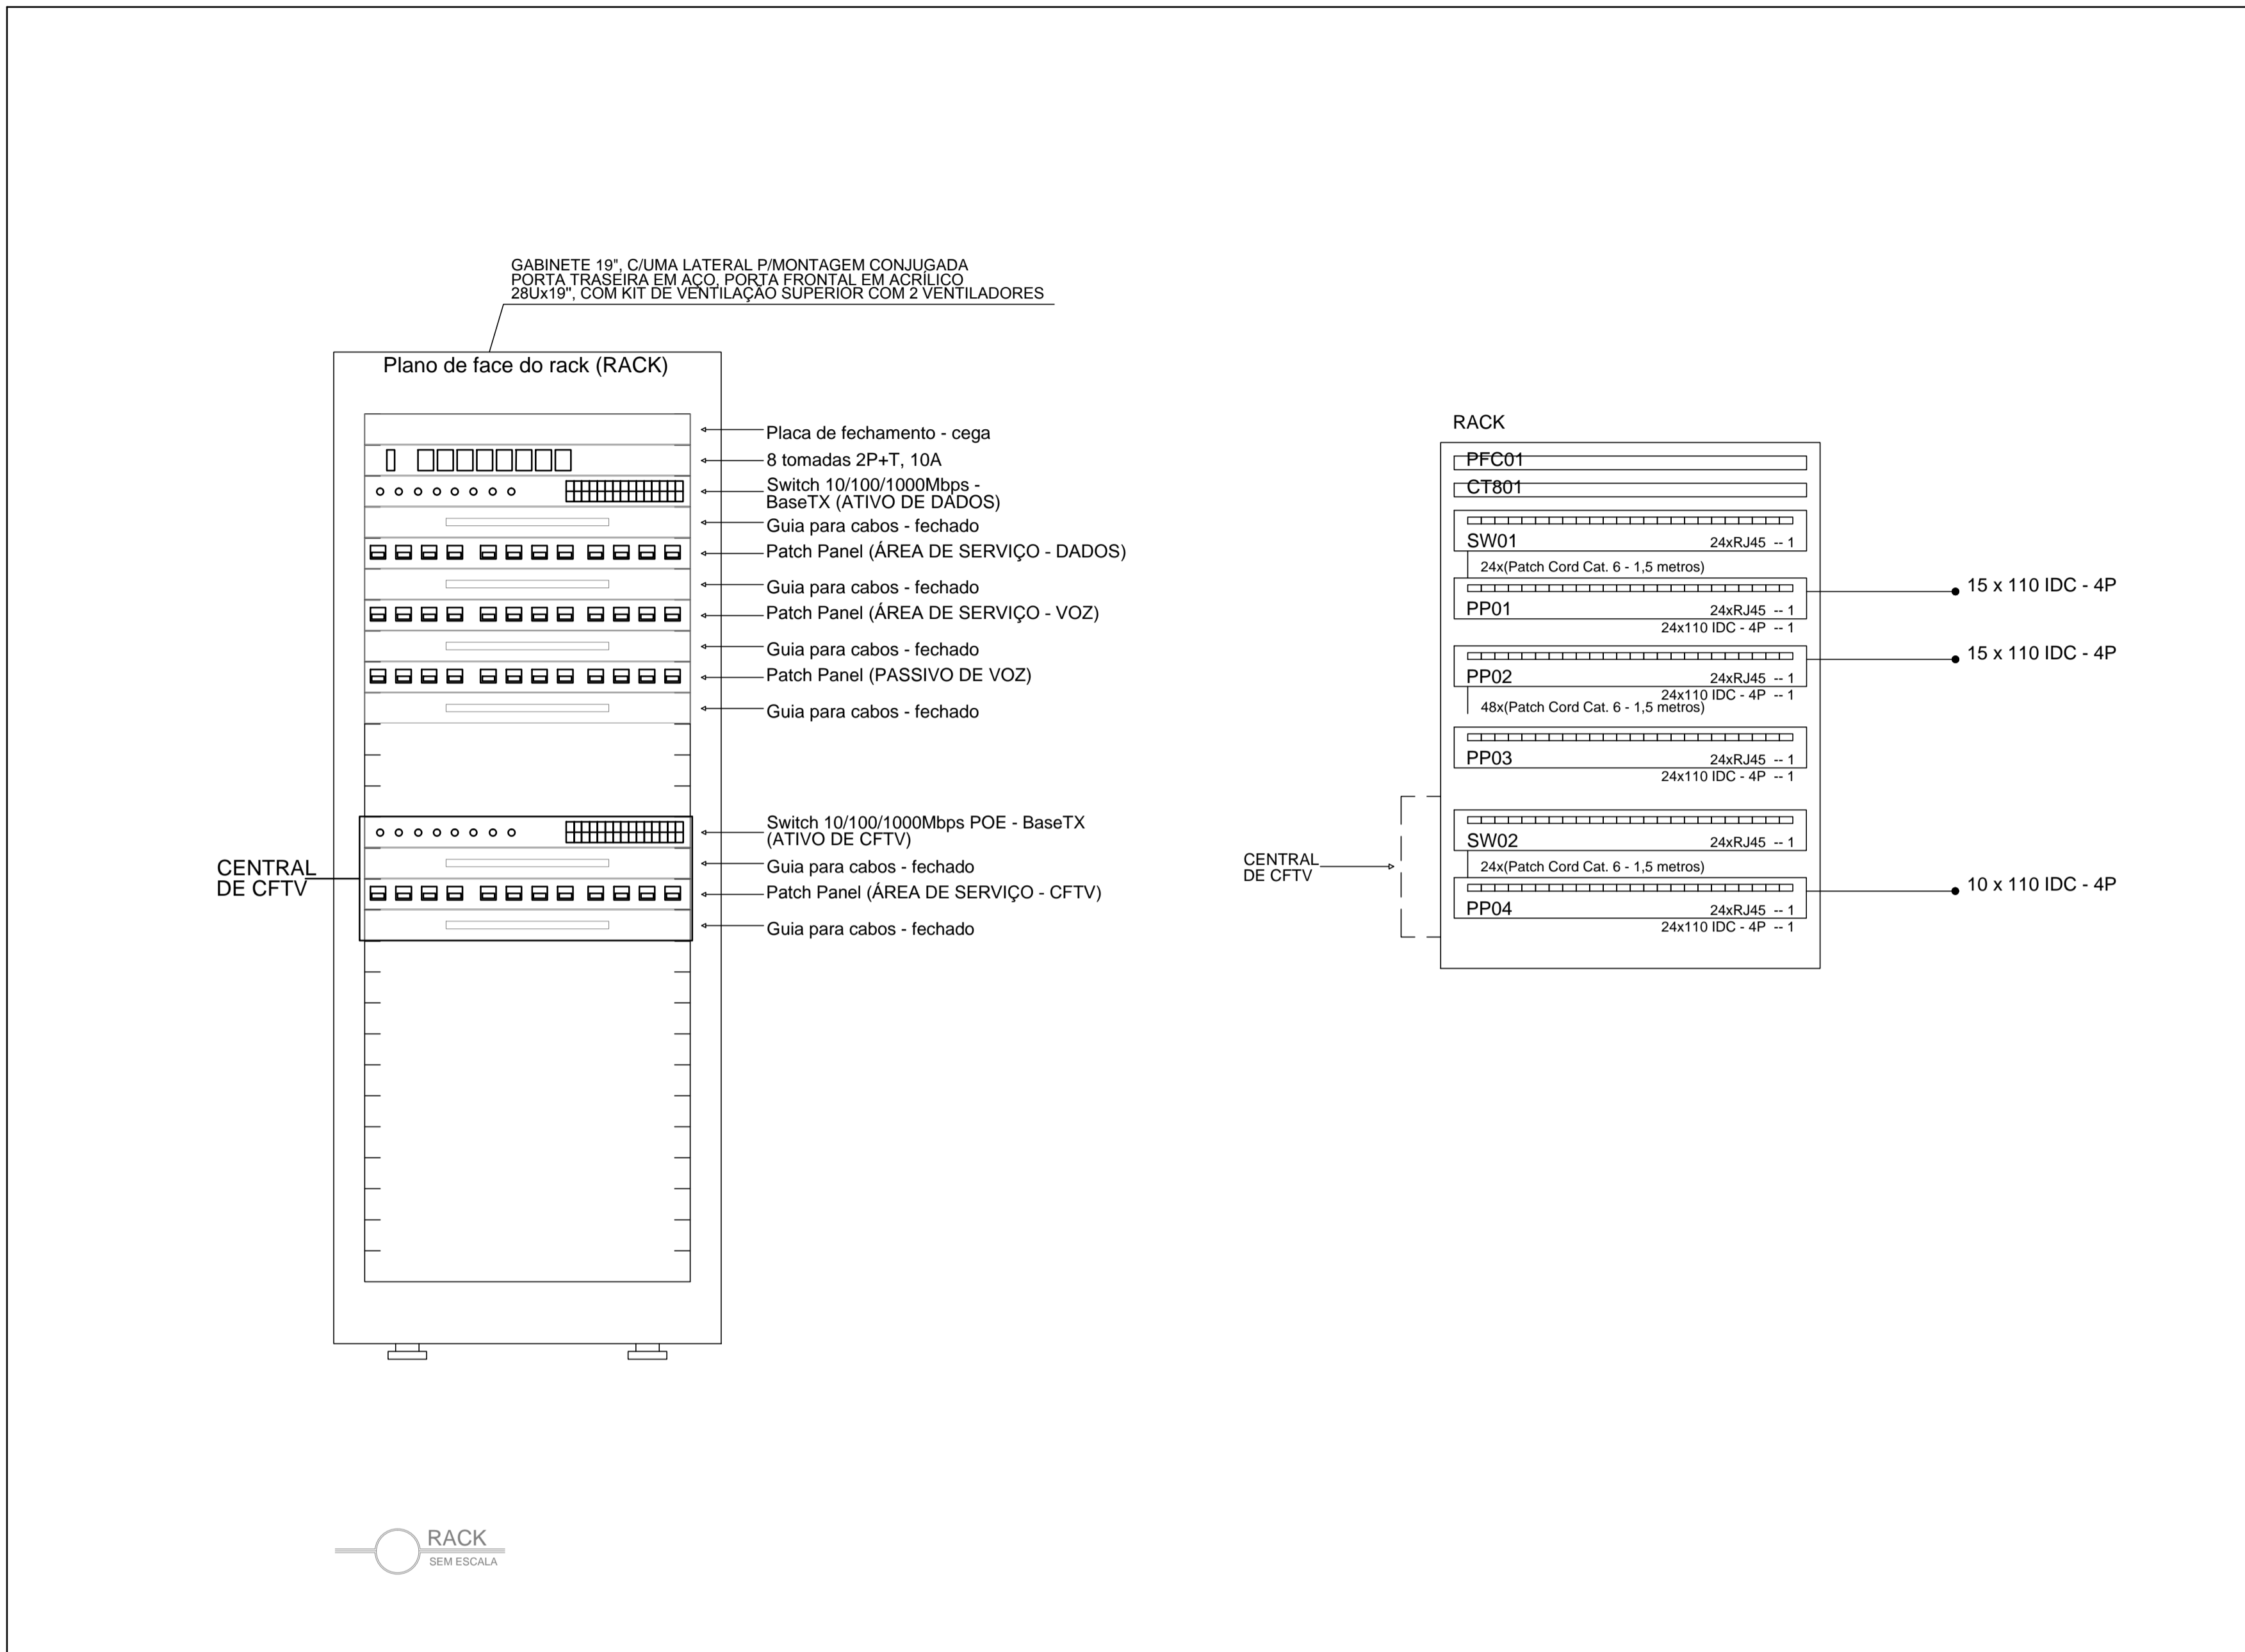 GABINETE 19", C/UMA LATERAL P/MONTAGEM CONJUGADA
PORTA TRASEIRA EM AÇO, PORTA FRONTAL EM ACRÍLICO
28Ux19", COM KIT DE VENTILAÇÃO SUPERIOR COM 2 VENTILADORES
Plano de face do rack (RACK)
Placa de fechamento - cega
8 tomadas 2P+T, 10A
Switch 10/100/1000Mbps -
BaseTX (ATIVO DE DADOS)
Guia para cabos - fechado
Patch Panel (ÁREA DE SERVIÇO - DADOS)
Guia para cabos - fechado
Patch Panel (ÁREA DE SERVIÇO - VOZ)
Guia para cabos - fechado
Patch Panel (PASSIVO DE VOZ)
Guia para cabos - fechado
Switch 10/100/1000Mbps POE - BaseTX
(ATIVO DE CFTV)
Guia para cabos - fechado
Patch Panel (ÁREA DE SERVIÇO - CFTV)
Guia para cabos - fechado
CENTRAL
DE CFTV
RACK
PFC01
CT801
SW01 24xRJ45 -- 1
24x(Patch Cord Cat. 6 - 1,5 metros)
PP01 24xRJ45 -- 1
24x110 IDC - 4P -- 1
15 x 110 IDC - 4P
PP02 24xRJ45 -- 1
24x110 IDC - 4P -- 1
48x(Patch Cord Cat. 6 - 1,5 metros)
15 x 110 IDC - 4P
PP03 24xRJ45 -- 1
24x110 IDC - 4P -- 1
SW02 24xRJ45 -- 1
24x(Patch Cord Cat. 6 - 1,5 metros)
PP04 24xRJ45 -- 1
24x110 IDC - 4P -- 1
10 x 110 IDC - 4P
CENTRAL
DE CFTV
RACK
SEM ESCALA